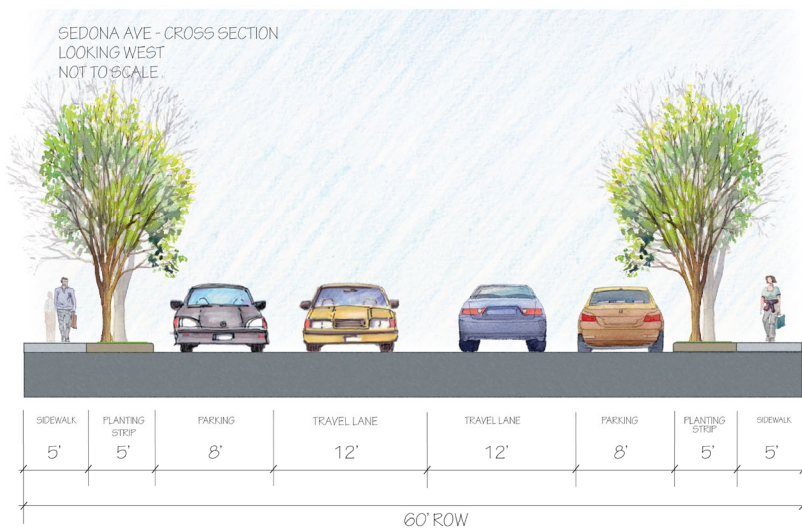 SEDONA AVE - CROSS SECTION
LOOKING WEST
NOT TO SCALE
SIDEWALK
5'
PLANTING
STRIP
5'
PARKING
8'
TRAVEL LANE
12'
TRAVEL LANE
12'
PARKING
8'
PLANTING
STRIP
5'
SIDEWALK
5'
60' ROW